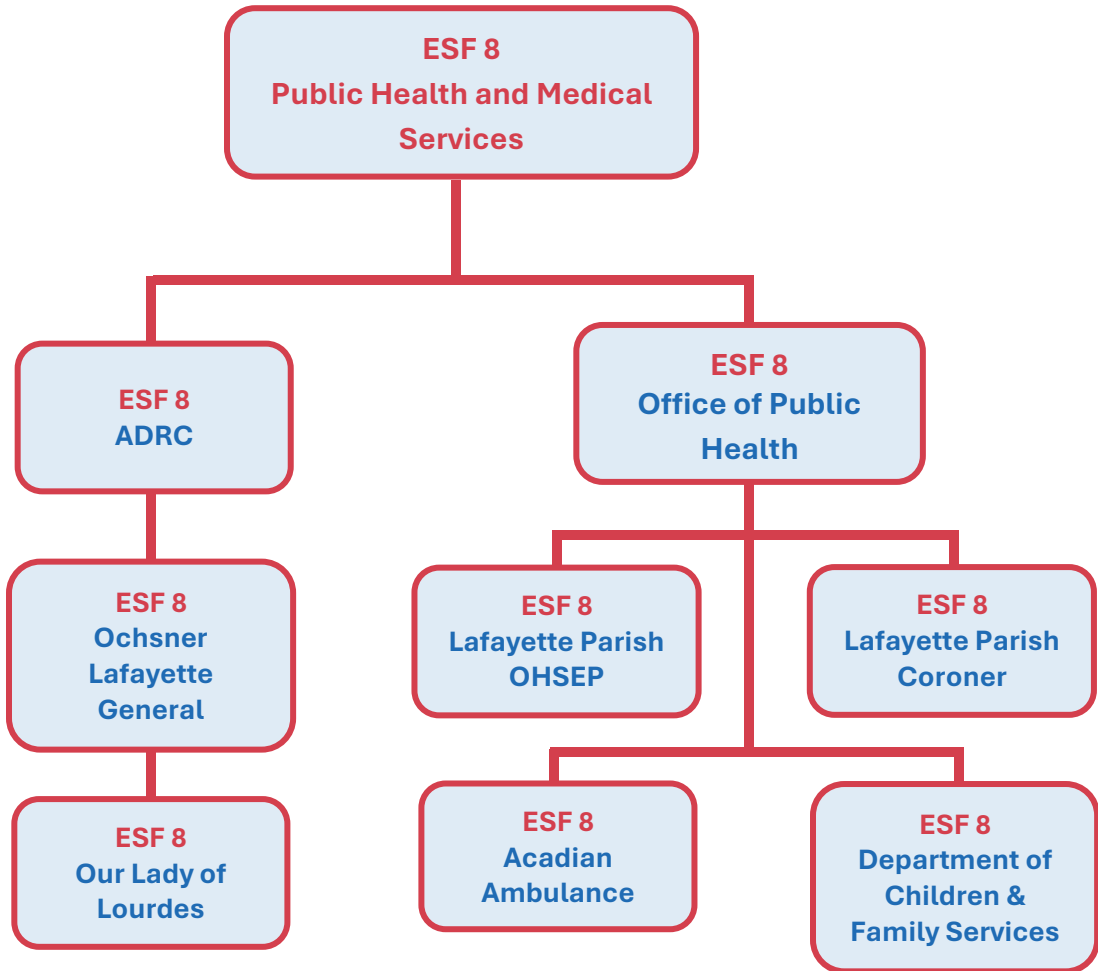 ESF 8
Public Health and Medical
Services
ESF 8
ADRC
ESF 8
Office of Public
Health
ESF 8
Ochsner
Lafayette
General
ESF 8
Lafayette Parish
OHSEP
ESF 8
Lafayette Parish
Coroner
ESF 8
Our Lady of
Lourdes
ESF 8
Acadian
Ambulance
ESF 8
Department of
Children &
Family Services